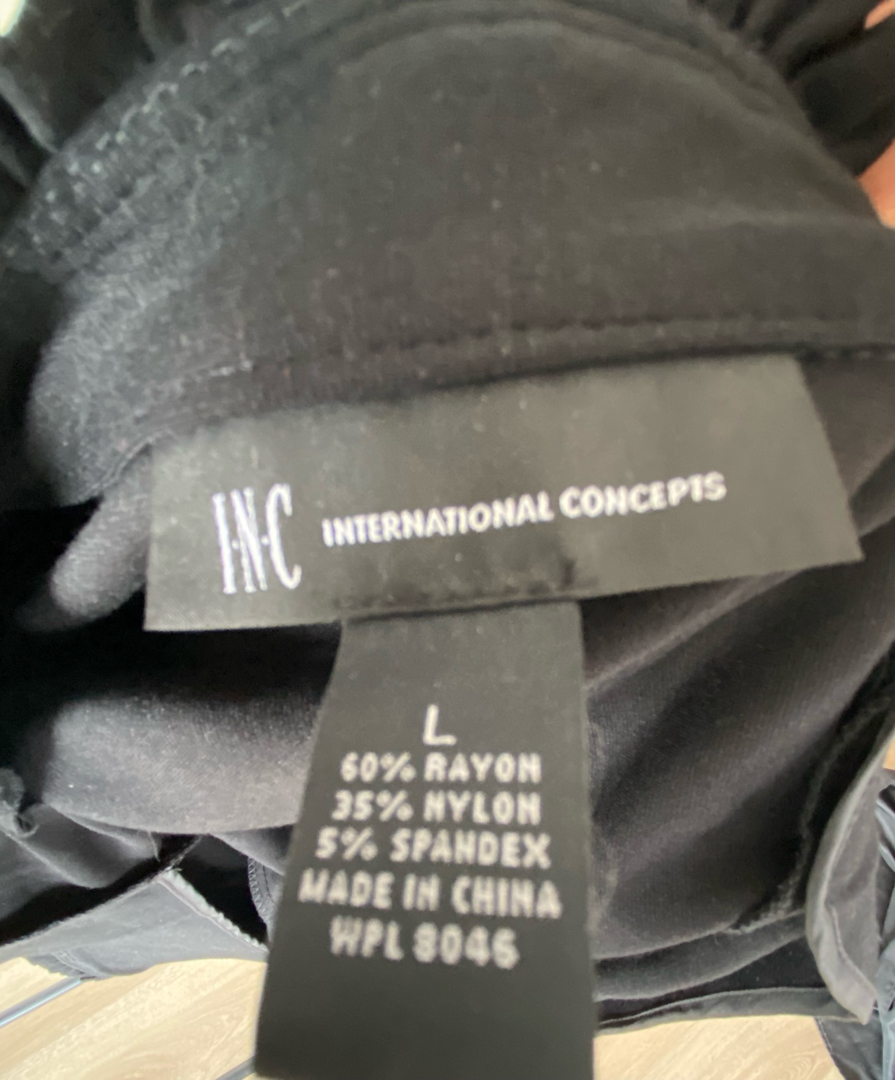 I·N·C INTERNATIONAL CONCEPTS
L
60% RAYON
35% NYLON
5% SPANDEX
MADE IN CHINA
WPL 8046